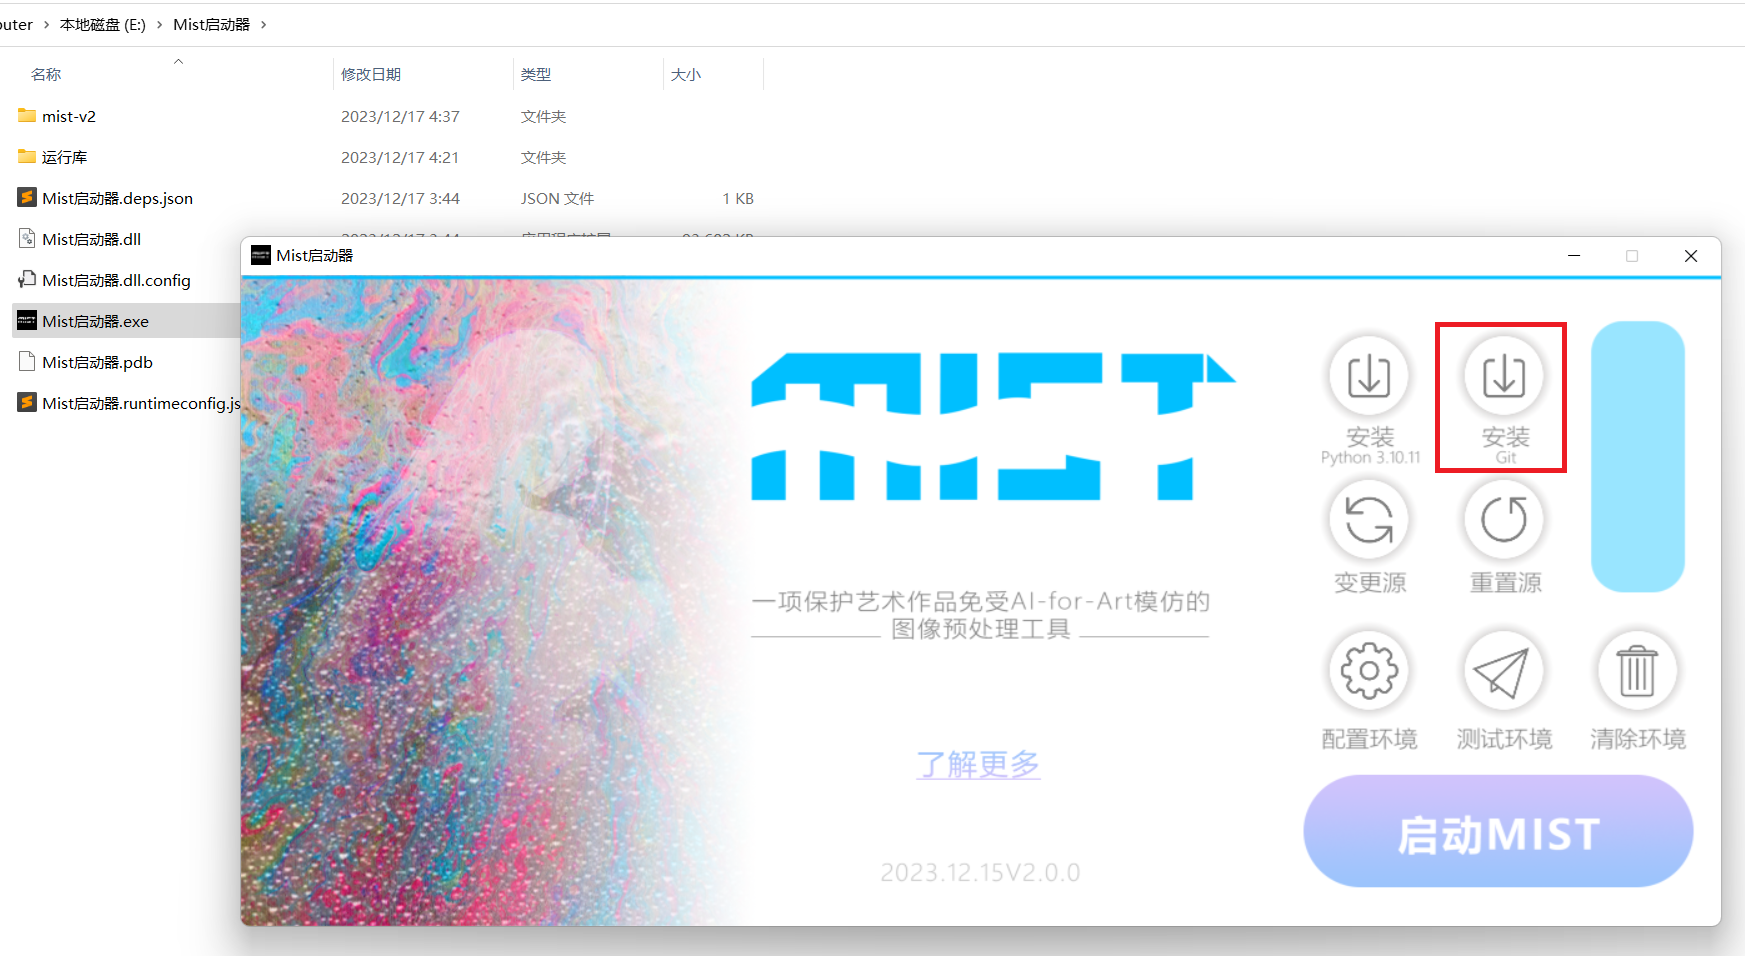 outer › 本地磁盘 (E:) › Mist启动器 ›
名称 修改日期 类型 大小
mist-v2 2023/12/17 4:37 文件夹
运行库 2023/12/17 4:21 文件夹
Mist启动器.deps.json 2023/12/17 3:44 JSON 文件 1 KB
Mist启动器.dll
Mist启动器.dll.config
Mist启动器.exe
Mist启动器.pdb
Mist启动器.runtimeconfig.js
Mist启动器
MIST
一项保护艺术作品免受AI-for-Art模仿的
图像预处理工具
了解更多
2023.12.15V2.0.0
安装
Python 3.10.11
安装
Git
变更源
重置源
配置环境
测试环境
清除环境
启动MIST